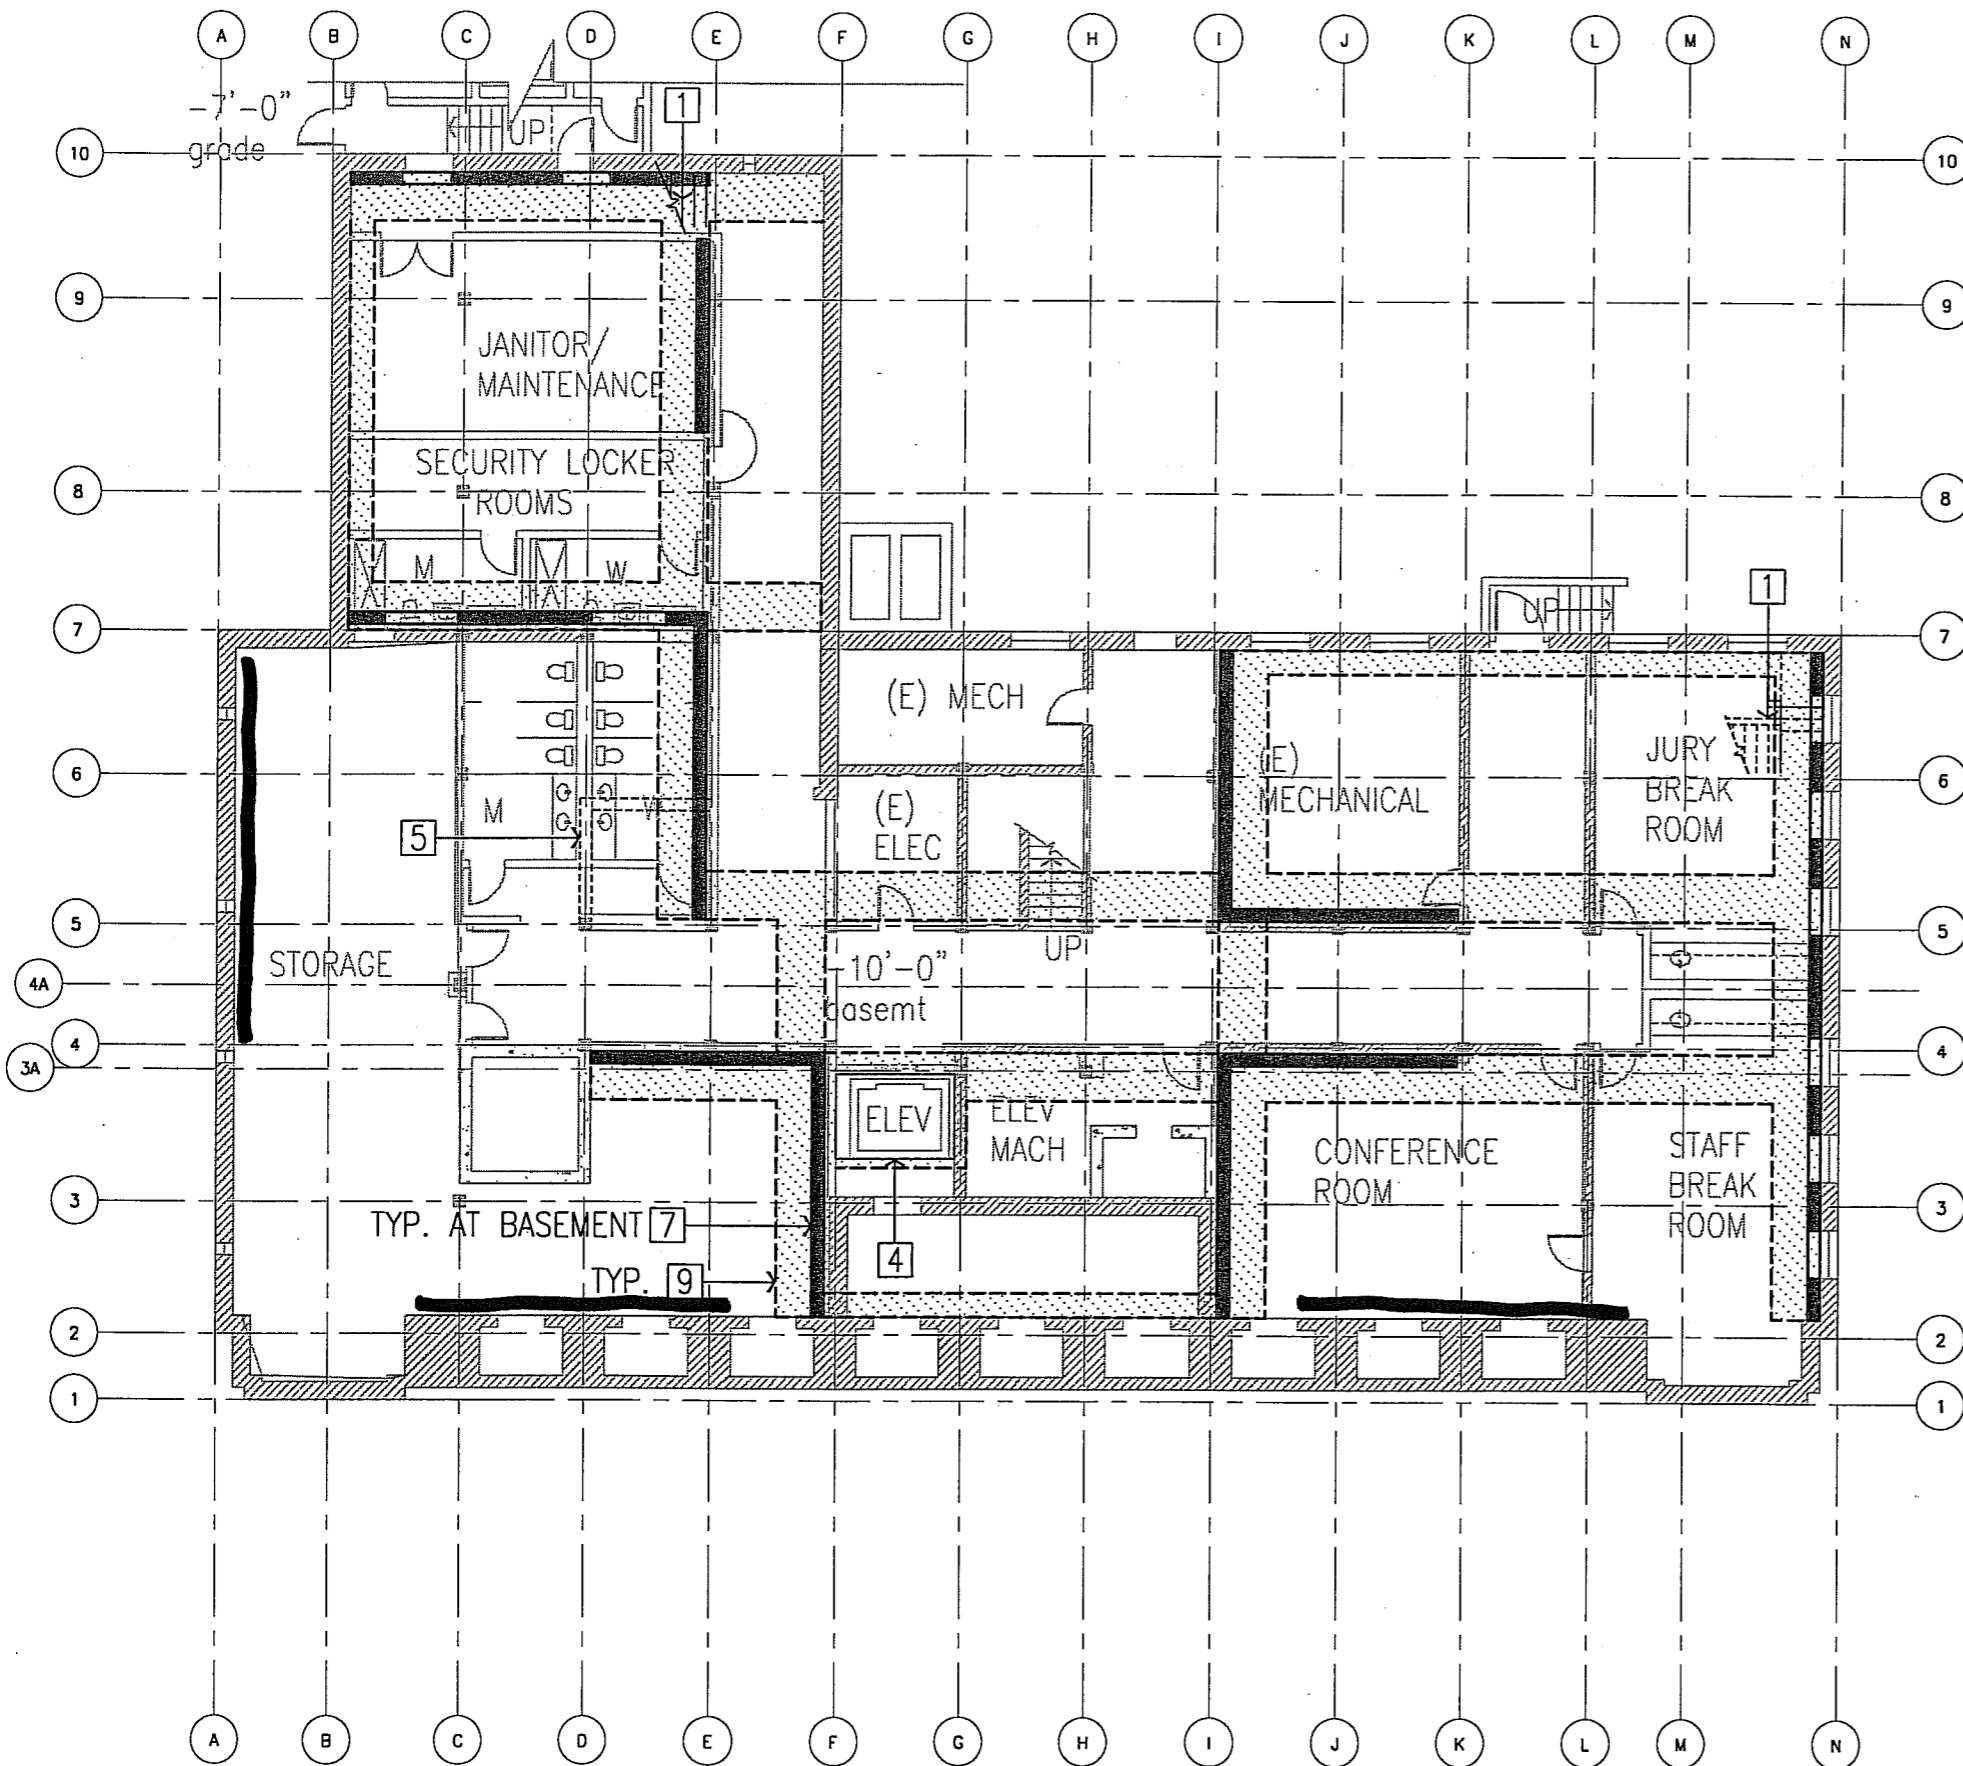 A B C D E F G H I J K L M N
-7'-0"
grade
UP
1
10 10
9 9
JANITOR/
MAINTENANCE
SECURITY LOCKER
ROOMS
8 8
M W
UP
1
7 7
(E) MECH
JURY
BREAK
ROOM
(E)
MECHANICAL
6 6
(E)
ELEC
M
5
5 5
UP
STORAGE
-10'-0"
basemt
4A
4 4
3A
ELEV
ELEV
MACH
CONFERENCE
ROOM
STAFF
BREAK
ROOM
3 3
TYP. AT BASEMENT 7
4
TYP. 9
2 2
1 1
A B C D E F G H I J K L M N